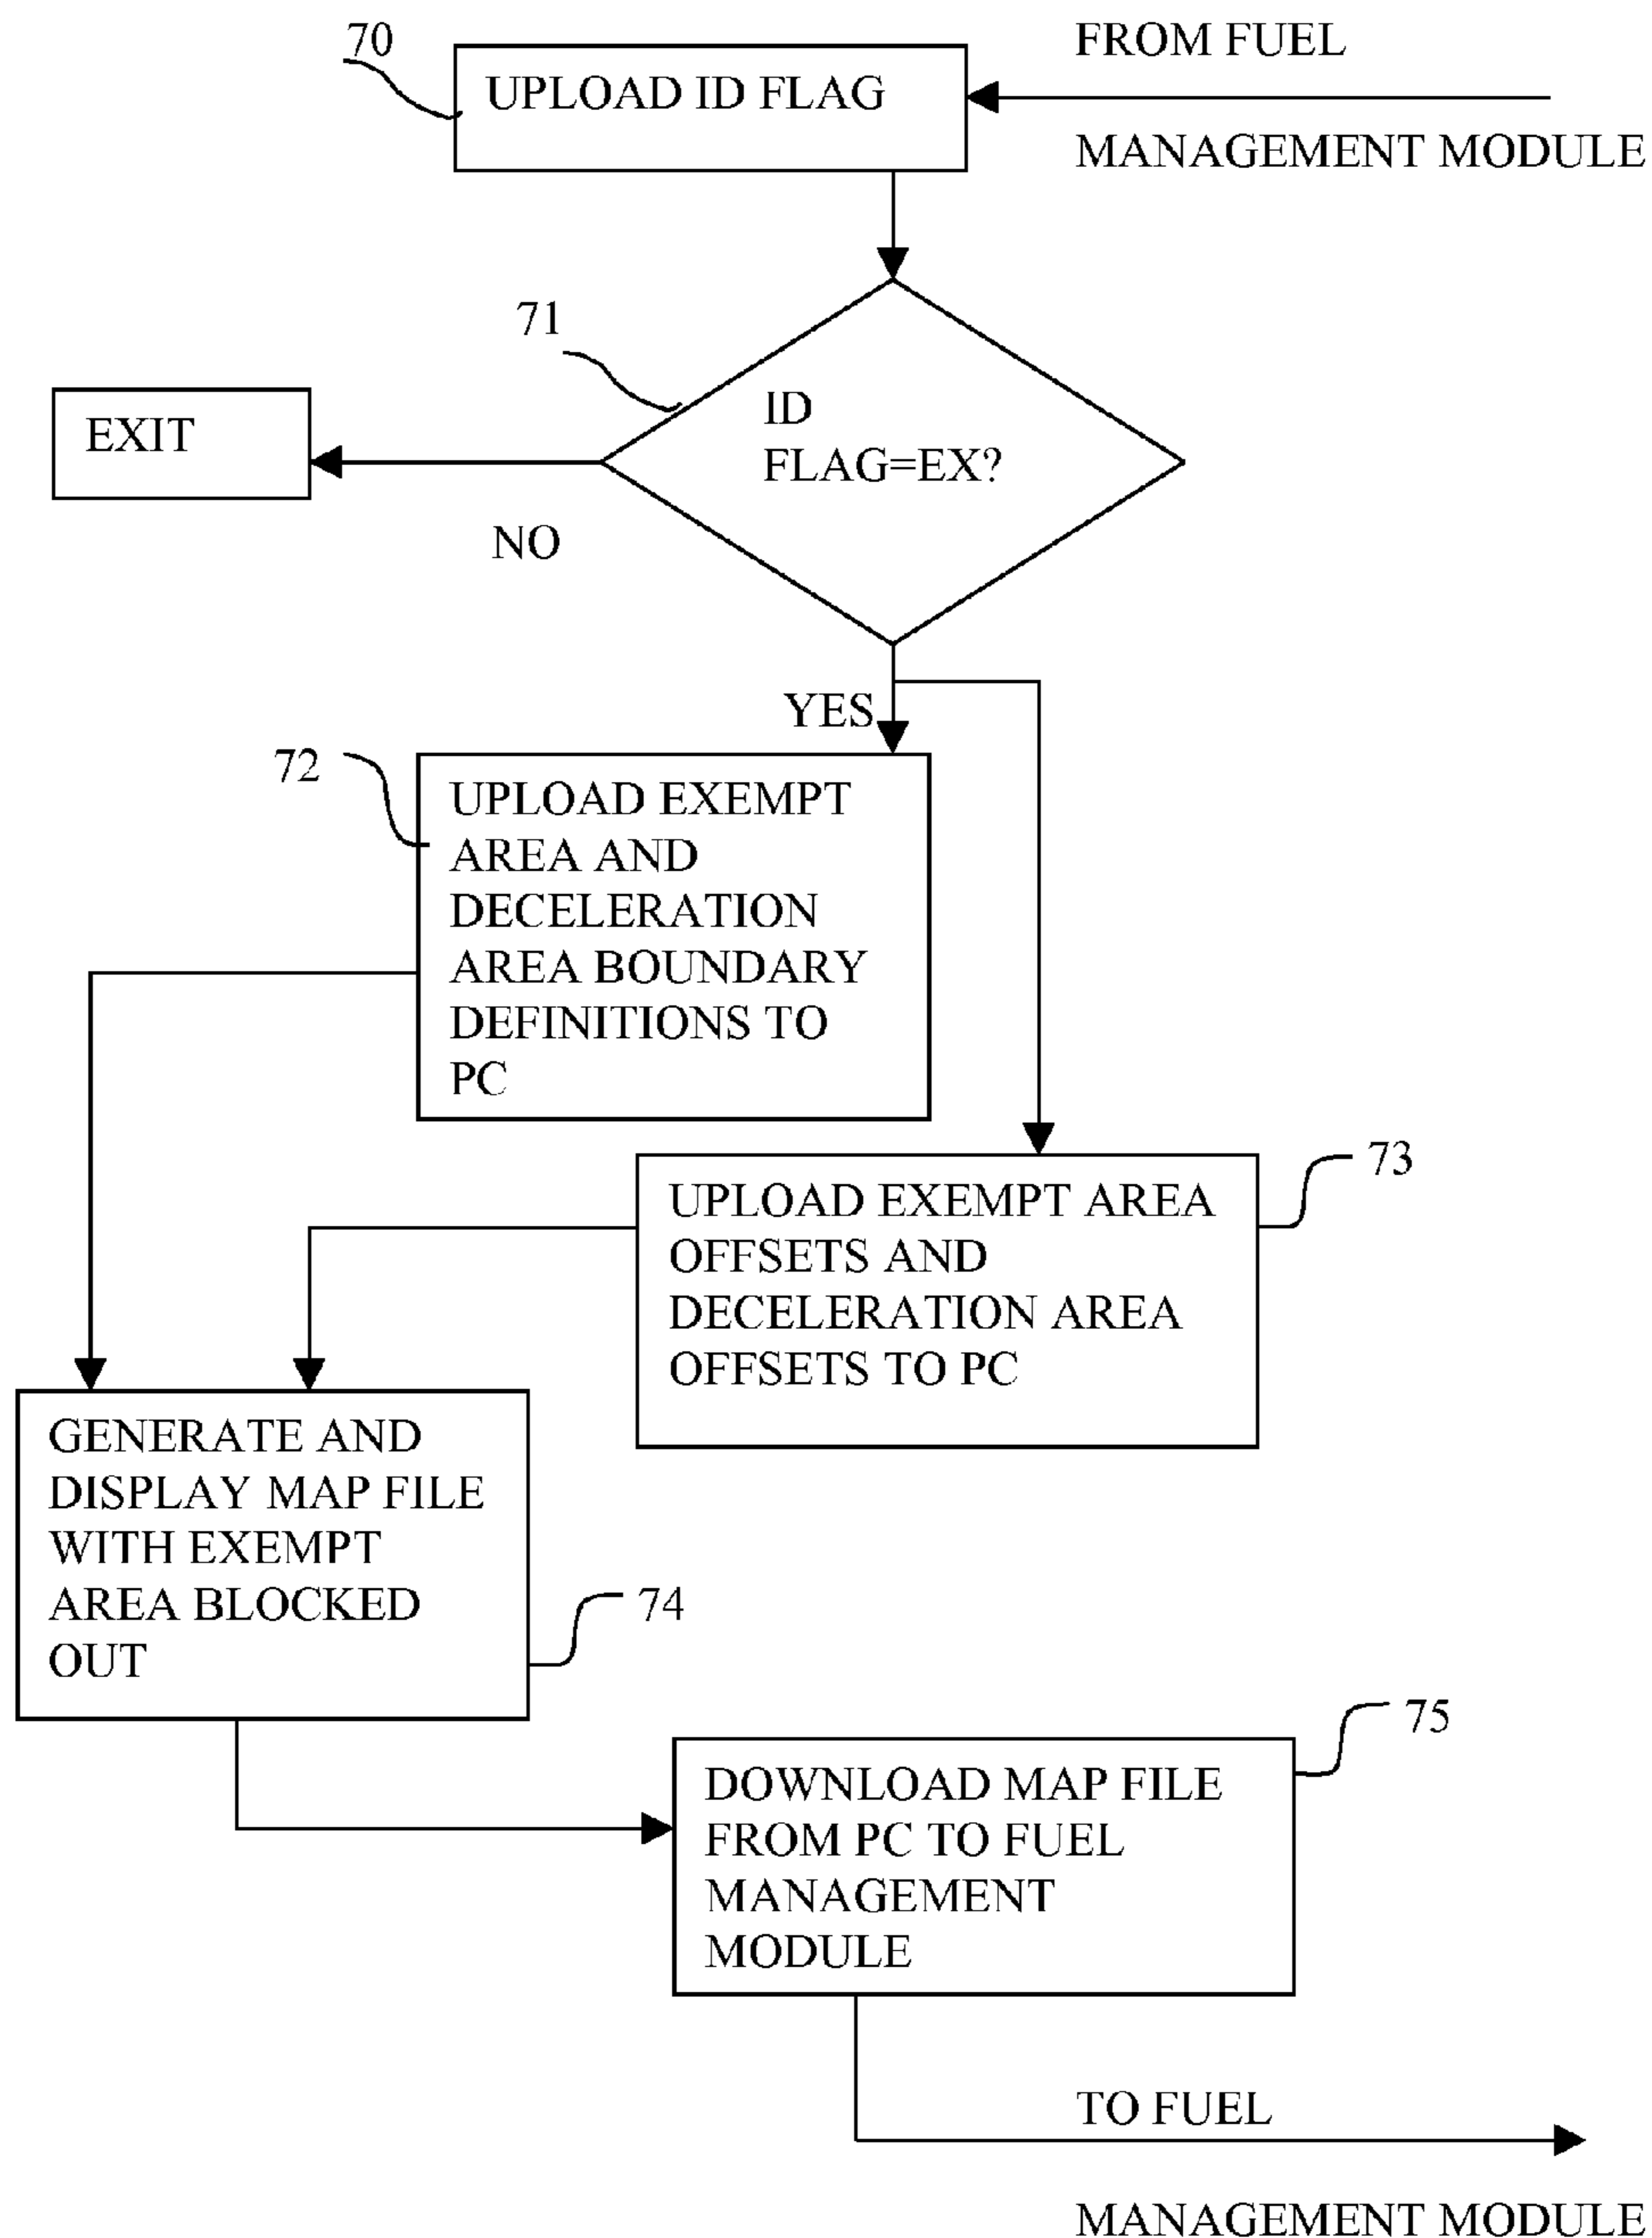 70
UPLOAD ID FLAG
FROM FUEL
MANAGEMENT MODULE
71
ID
FLAG=EX?
EXIT
NO
YES
72
UPLOAD EXEMPT
AREA AND
DECELERATION
AREA BOUNDARY
DEFINITIONS TO
PC
73
UPLOAD EXEMPT AREA
OFFSETS AND
DECELERATION AREA
OFFSETS TO PC
GENERATE AND
DISPLAY MAP FILE
WITH EXEMPT
AREA BLOCKED
OUT
74
75
DOWNLOAD MAP FILE
FROM PC TO FUEL
MANAGEMENT
MODULE
TO FUEL
MANAGEMENT MODULE